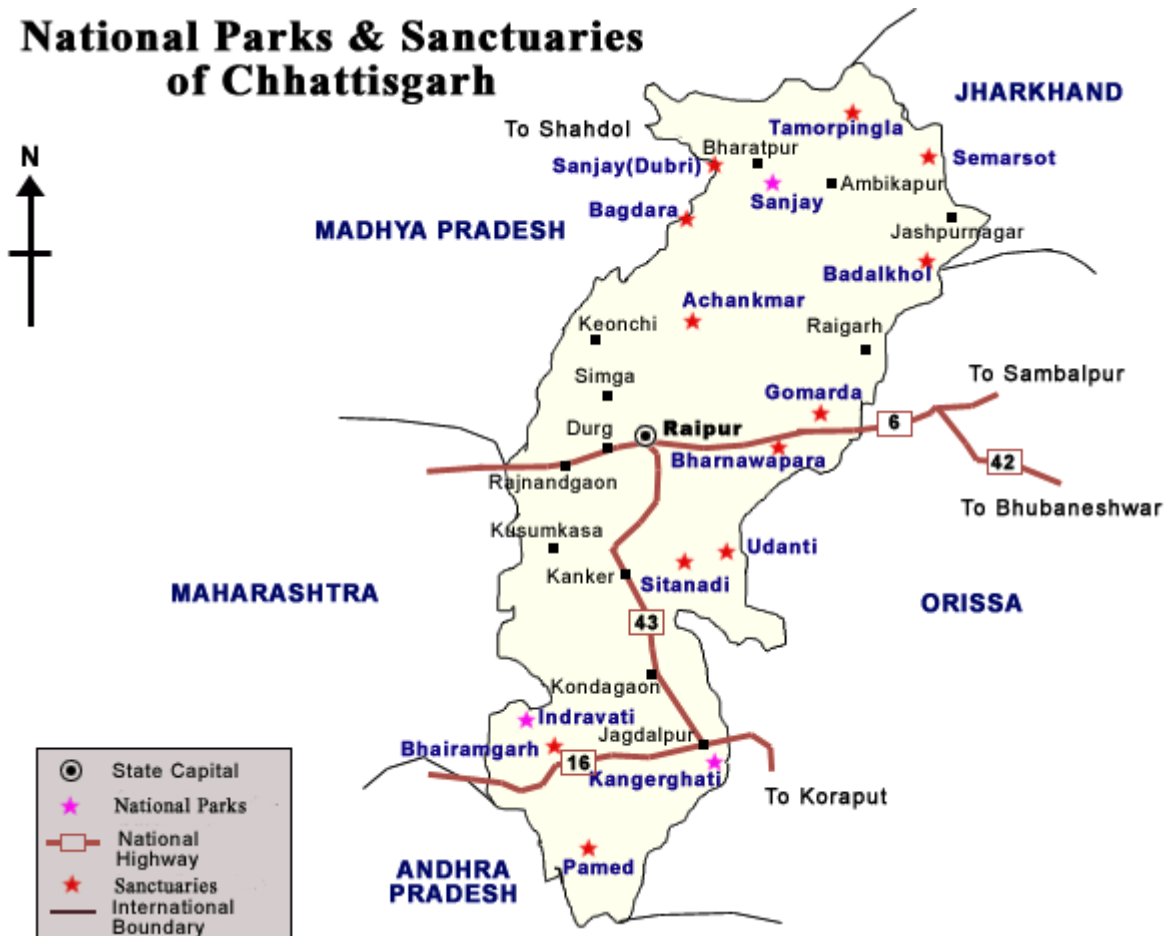 National Parks & Sanctuaries
of Chhattisgarh
JHARKHAND
To Shahdol
Tamorpingla
N
Bharatpur
Sanjay(Dubri)
Semarsot
Ambikapur
Sanjay
Bagdara
MADHYA PRADESH
Jashpurnagar
Badalkhol
Achankmar
Keonchi
Raigarh
Simga
To Sambalpur
Gomarda
6
Durg
Raipur
Bharnawapara
42
Rajnandgaon
To Bhubaneshwar
Kusumkasa
Udanti
Kanker
Sitanadi
MAHARASHTRA
ORISSA
43
Kondagaon
Indravati
Jagdalpur
Bhairamgarh
16
Kangerghati
To Koraput
Pamed
ANDHRA
PRADESH
State Capital
National Parks
National
Highway
Sanctuaries
International
Boundary